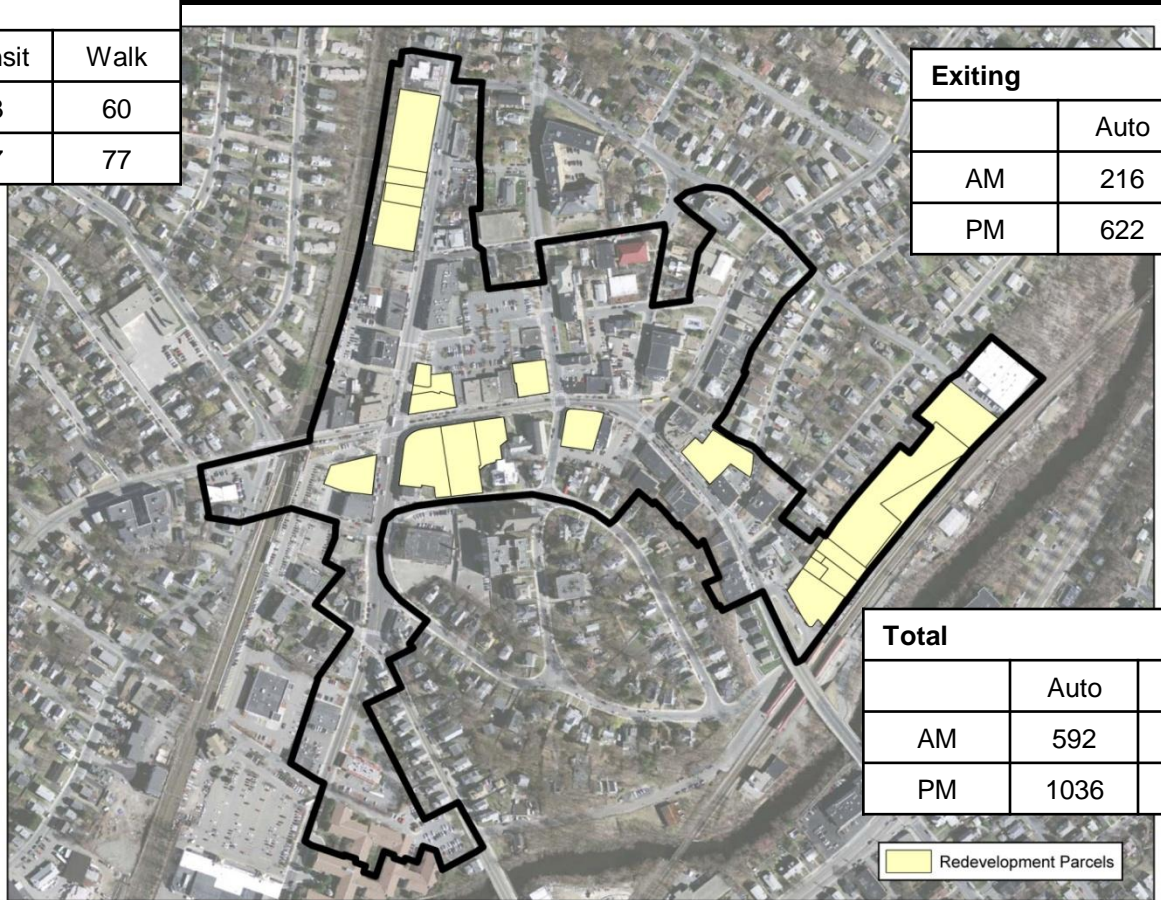 Walk
60
77
Exiting
Auto
AM 216
PM 622
Total
Auto
AM 592
PM 1036
Redevelopment Parcels